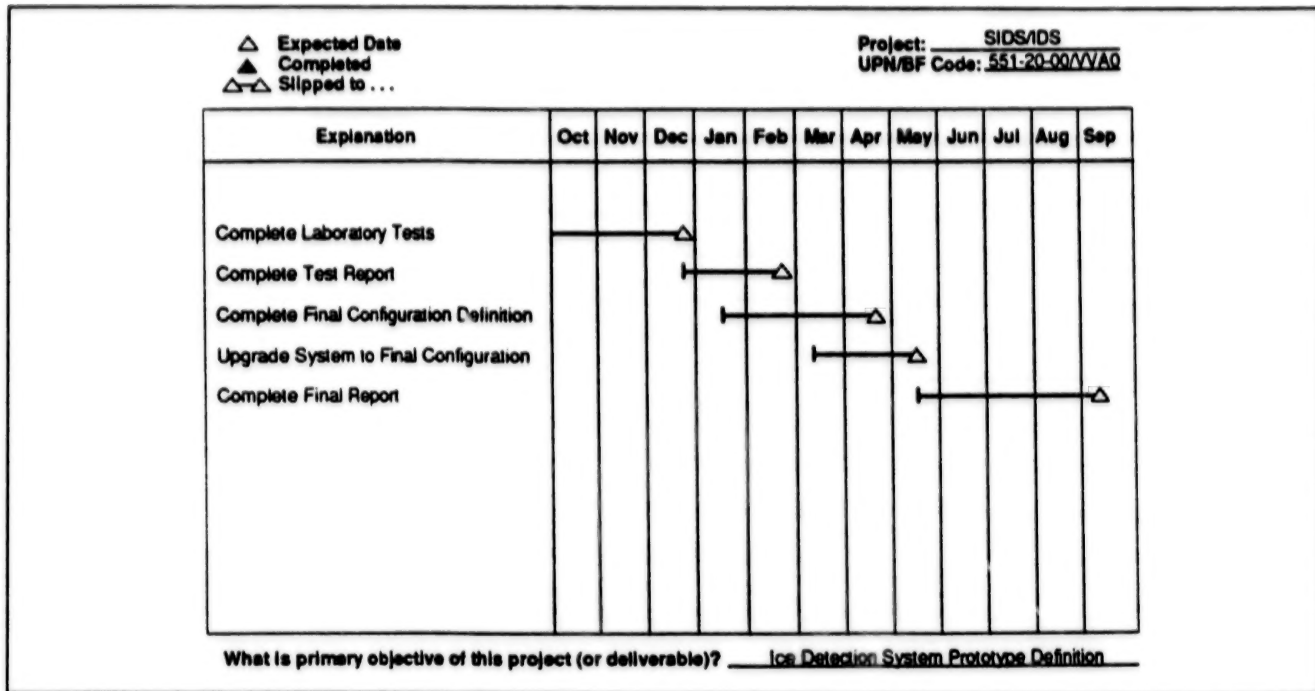 Expected Date
Completed
Slipped to . . .
Project: SIDS/IDS
UPN/BF Code: 551-20-00/VVA0
Explanation Oct Nov Dec Jan Feb Mar Apr May Jun Jul Aug Sep
Complete Laboratory Tests
Complete Test Report
Complete Final Configuration Definition
Upgrade System to Final Configuration
Complete Final Report
What is primary objective of this project (or deliverable)? Ice Detection System Prototype Definition